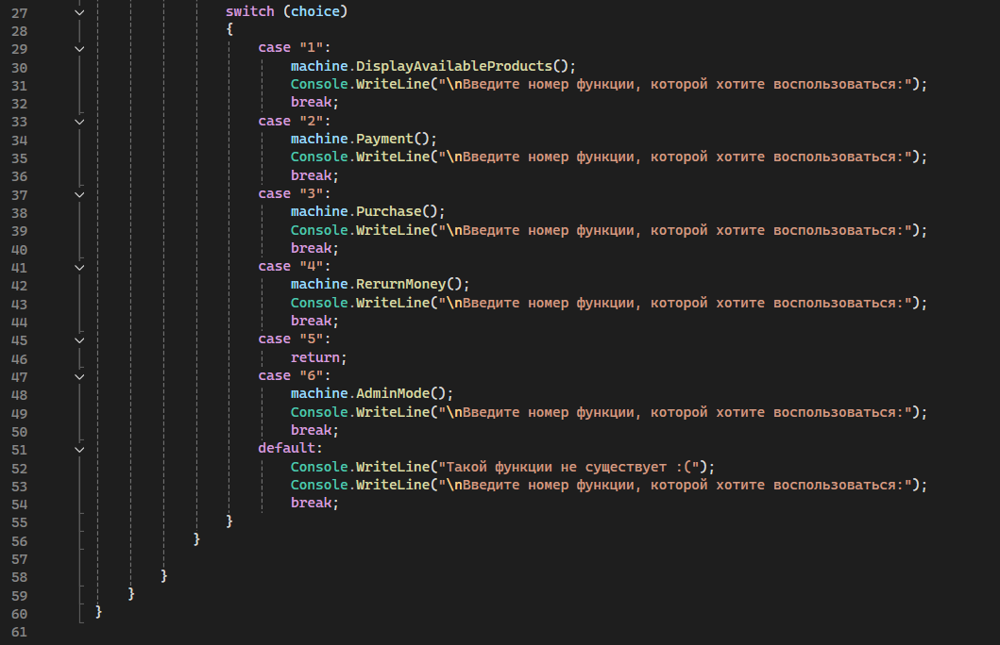 27 switch (choice)
28 {
29 case "1":
30 machine.DisplayAvailableProducts();
31 Console.WriteLine("\nВведите номер функции, которой хотите воспользоваться:");
32 break;
33 case "2":
34 machine.Payment();
35 Console.WriteLine("\nВведите номер функции, которой хотите воспользоваться:");
36 break;
37 case "3":
38 machine.Purchase();
39 Console.WriteLine("\nВведите номер функции, которой хотите воспользоваться:");
40 break;
41 case "4":
42 machine.RerurnMoney();
43 Console.WriteLine("\nВведите номер функции, которой хотите воспользоваться:");
44 break;
45 case "5":
46 return;
47 case "6":
48 machine.AdminMode();
49 Console.WriteLine("\nВведите номер функции, которой хотите воспользоваться:");
50 break;
51 default:
52 Console.WriteLine("Такой функции не существует :(");
53 Console.WriteLine("\nВведите номер функции, которой хотите воспользоваться:");
54 break;
55 }
56 }
57
58 }
59 }
60 }
61